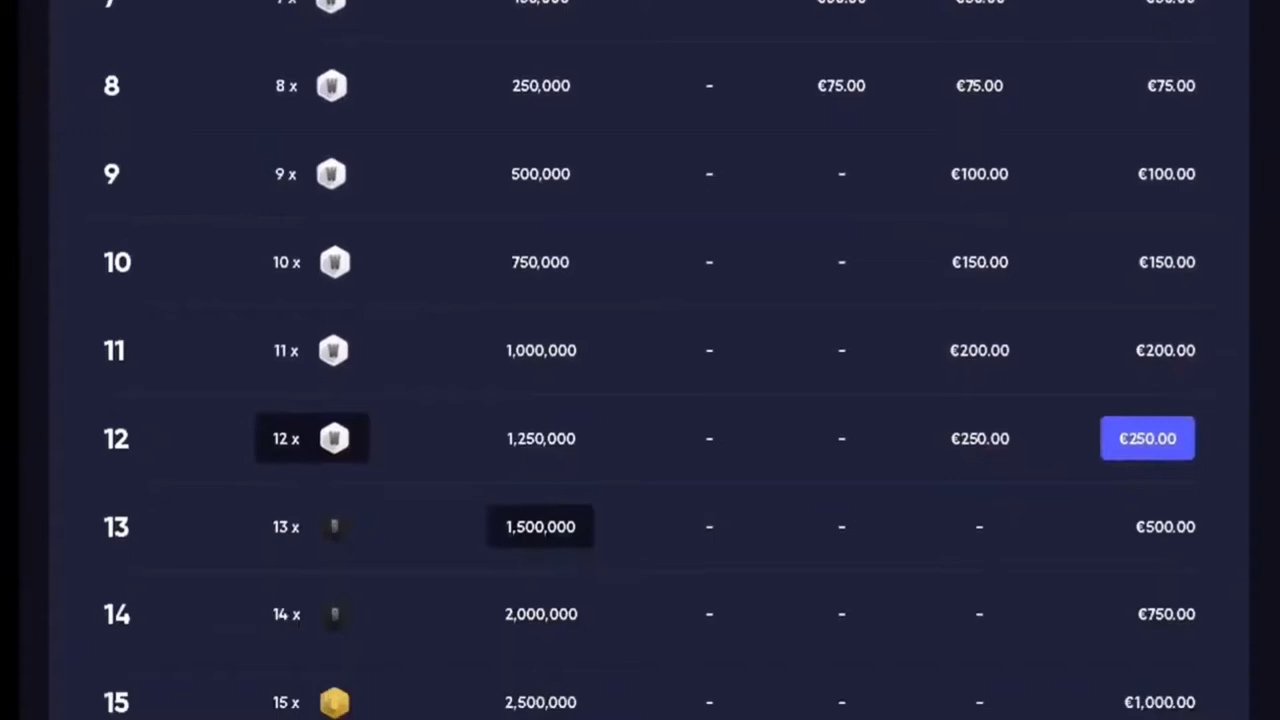 8 8 x W 250,000 - €75.00 €75.00 €75.00
9 9 x W 500,000 - - €100.00 €100.00
10 10 x W 750,000 - - €150.00 €150.00
11 11 x W 1,000,000 - - €200.00 €200.00
12 12 x W 1,250,000 - - €250.00 €250.00
13 13 x 1,500,000 - - - €500.00
14 14 x 2,000,000 - - - €750.00
15 15 x 2,500,000 - - - €1,000.00